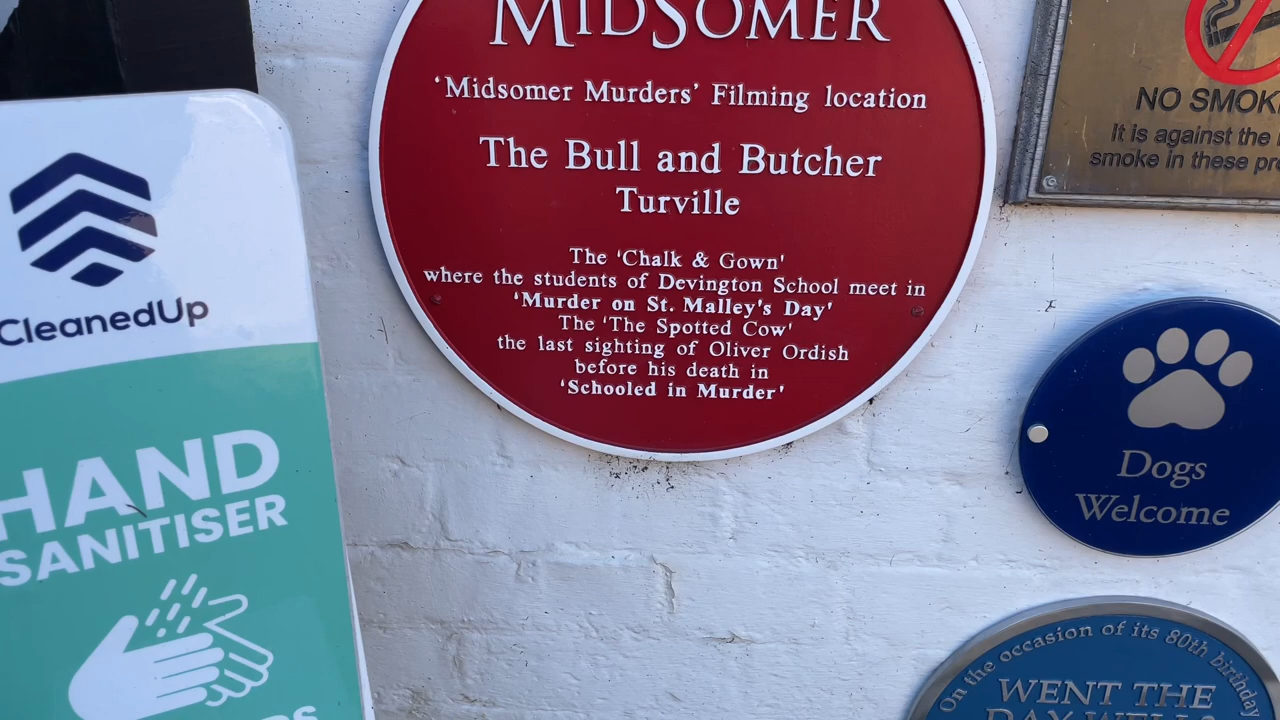 MIDSOMER
'Midsomer Murders' Filming location
The Bull and Butcher
Turville
The 'Chalk & Gown'
where the students of Devington School meet in
'Murder on St. Malley's Day'
The 'The Spotted Cow'
the last sighting of Oliver Ordish
before his death in
'Schooled in Murder'
CleanedUp
HAND
SANITISER
NO SMOK
It is against the
smoke in these
Dogs
Welcome
On the occasion of its 80th birthday
WENT THE
DAY WELL